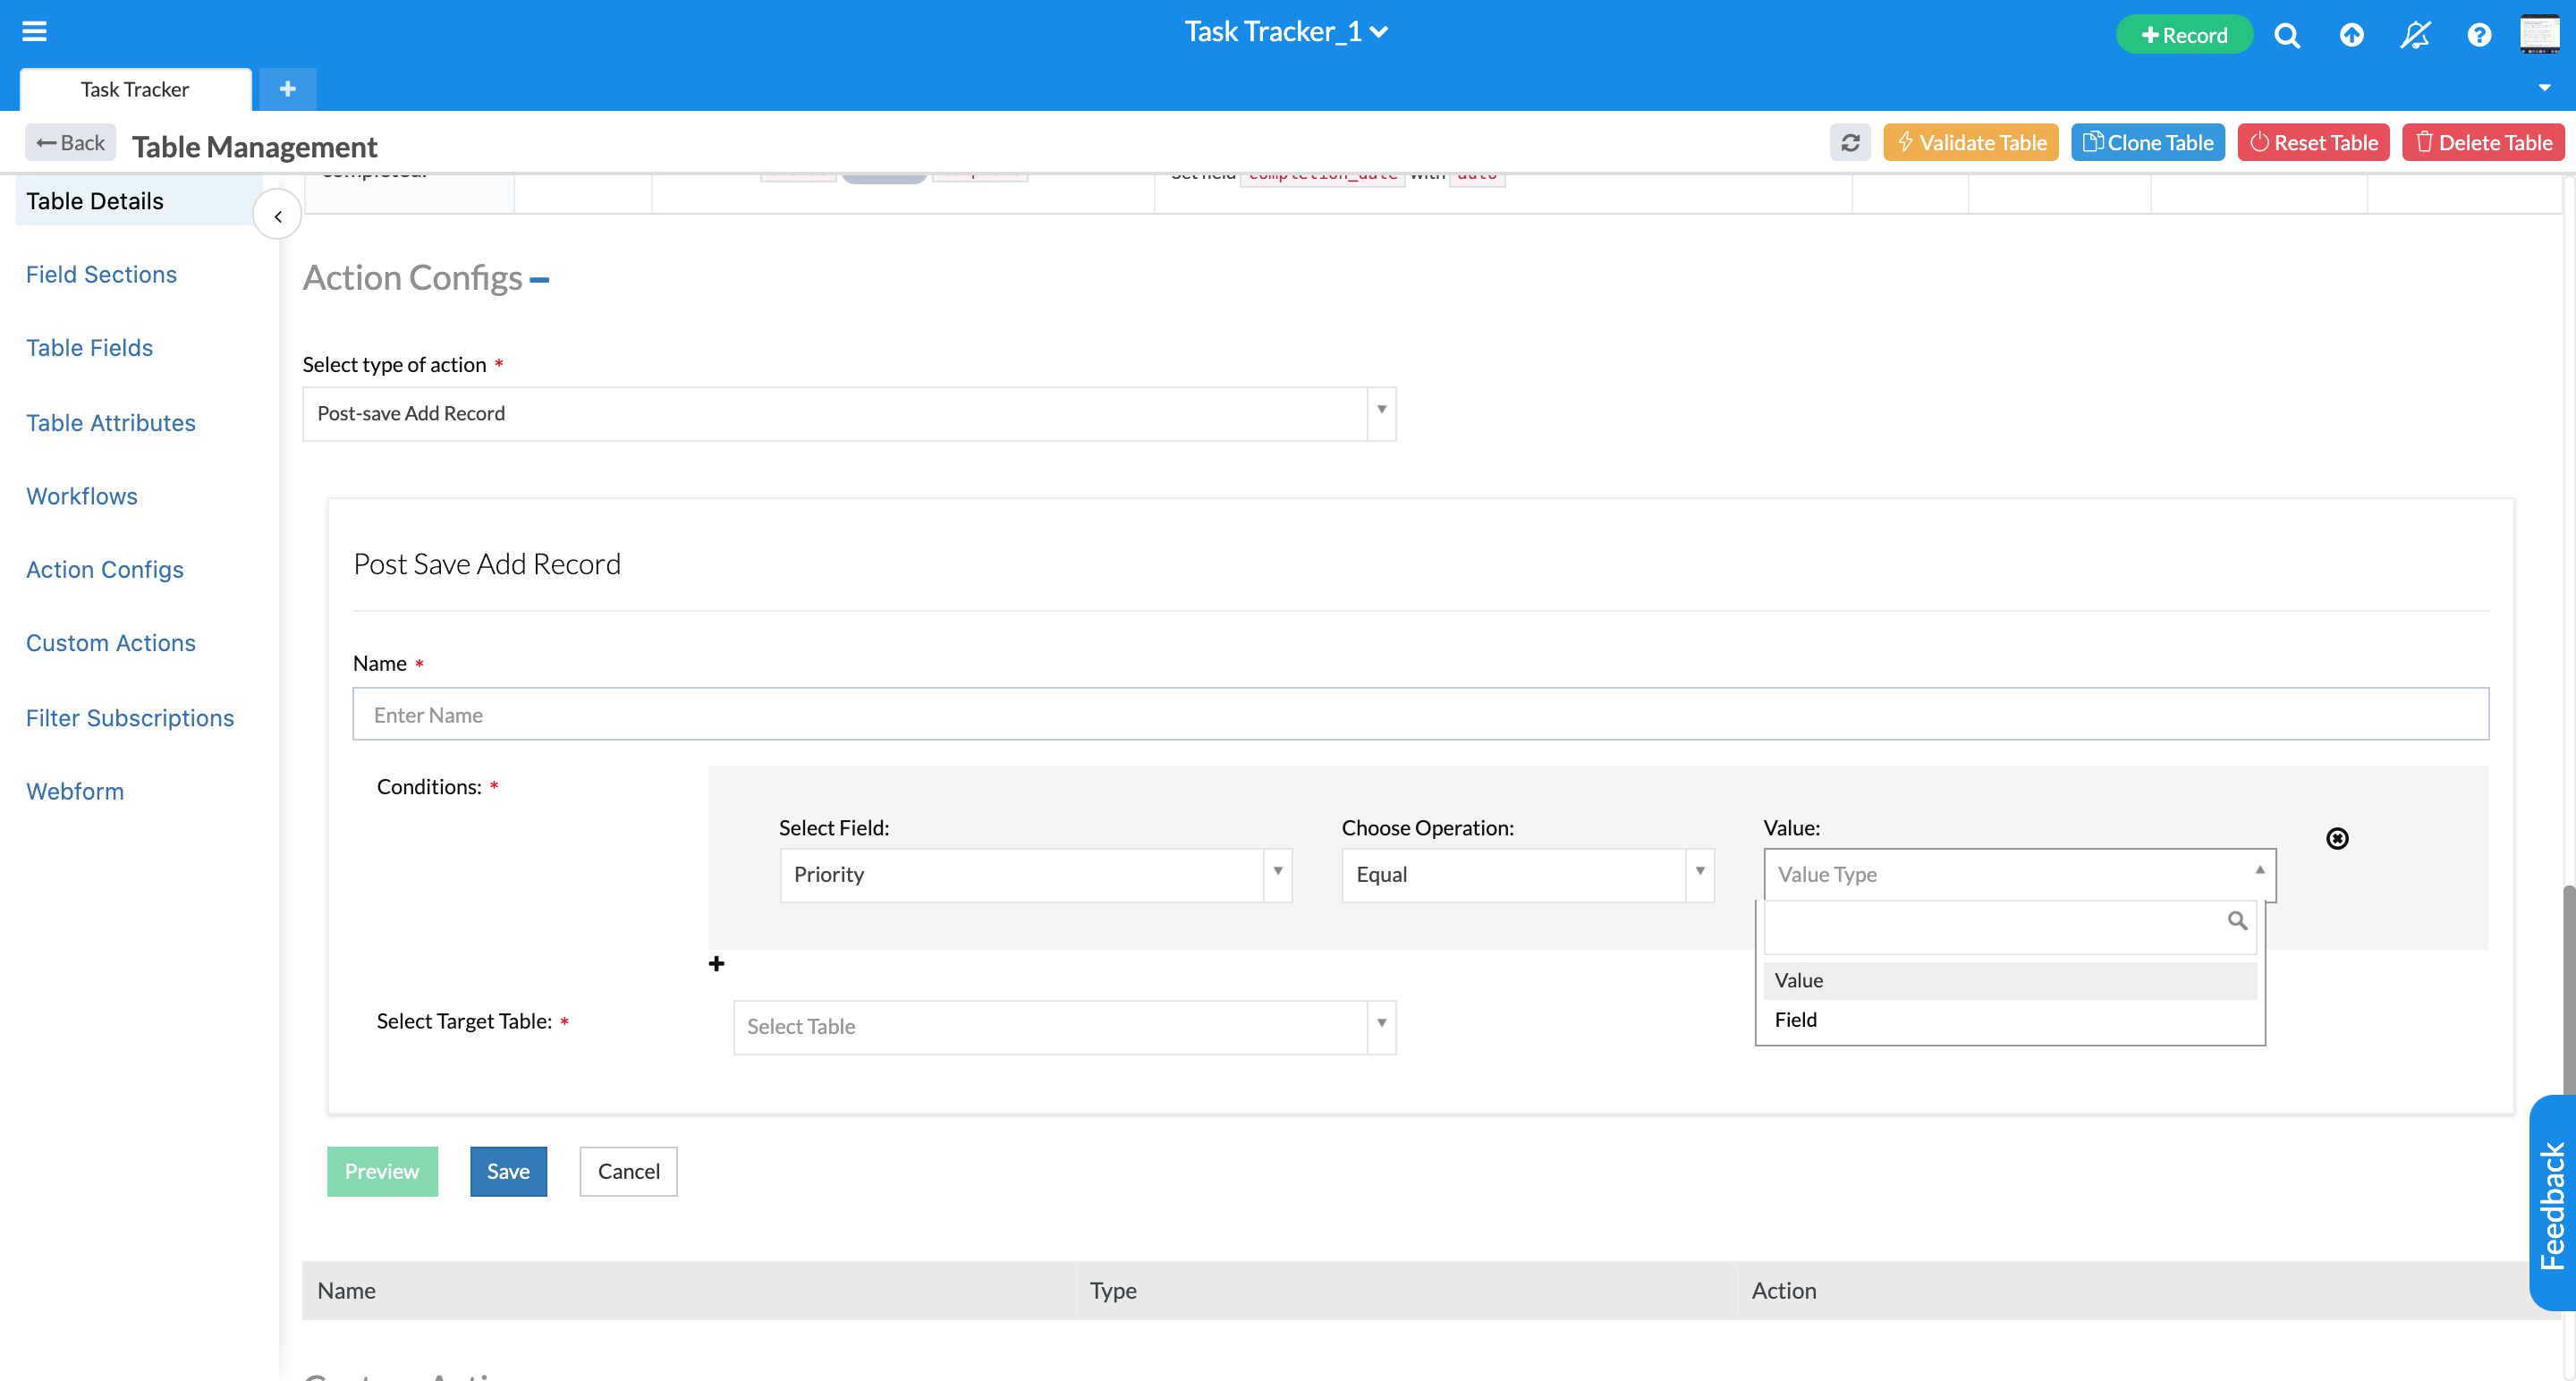 Task Tracker_1
Record
Task Tracker
Back
Table Management
Validate Table
Clone Table
Reset Table
Delete Table
completed.
Set field completion_date with auto
Table Details
Field Sections
Table Fields
Table Attributes
Workflows
Action Configs
Custom Actions
Filter Subscriptions
Webform
Action Configs
Select type of action *
Post-save Add Record
Post Save Add Record
Name *
Enter Name
Conditions: *
Select Field:
Choose Operation:
Value:
Priority
Equal
Value Type
Value
Field
Select Target Table: *
Select Table
Preview
Save
Cancel
Feedback
Name
Type
Action